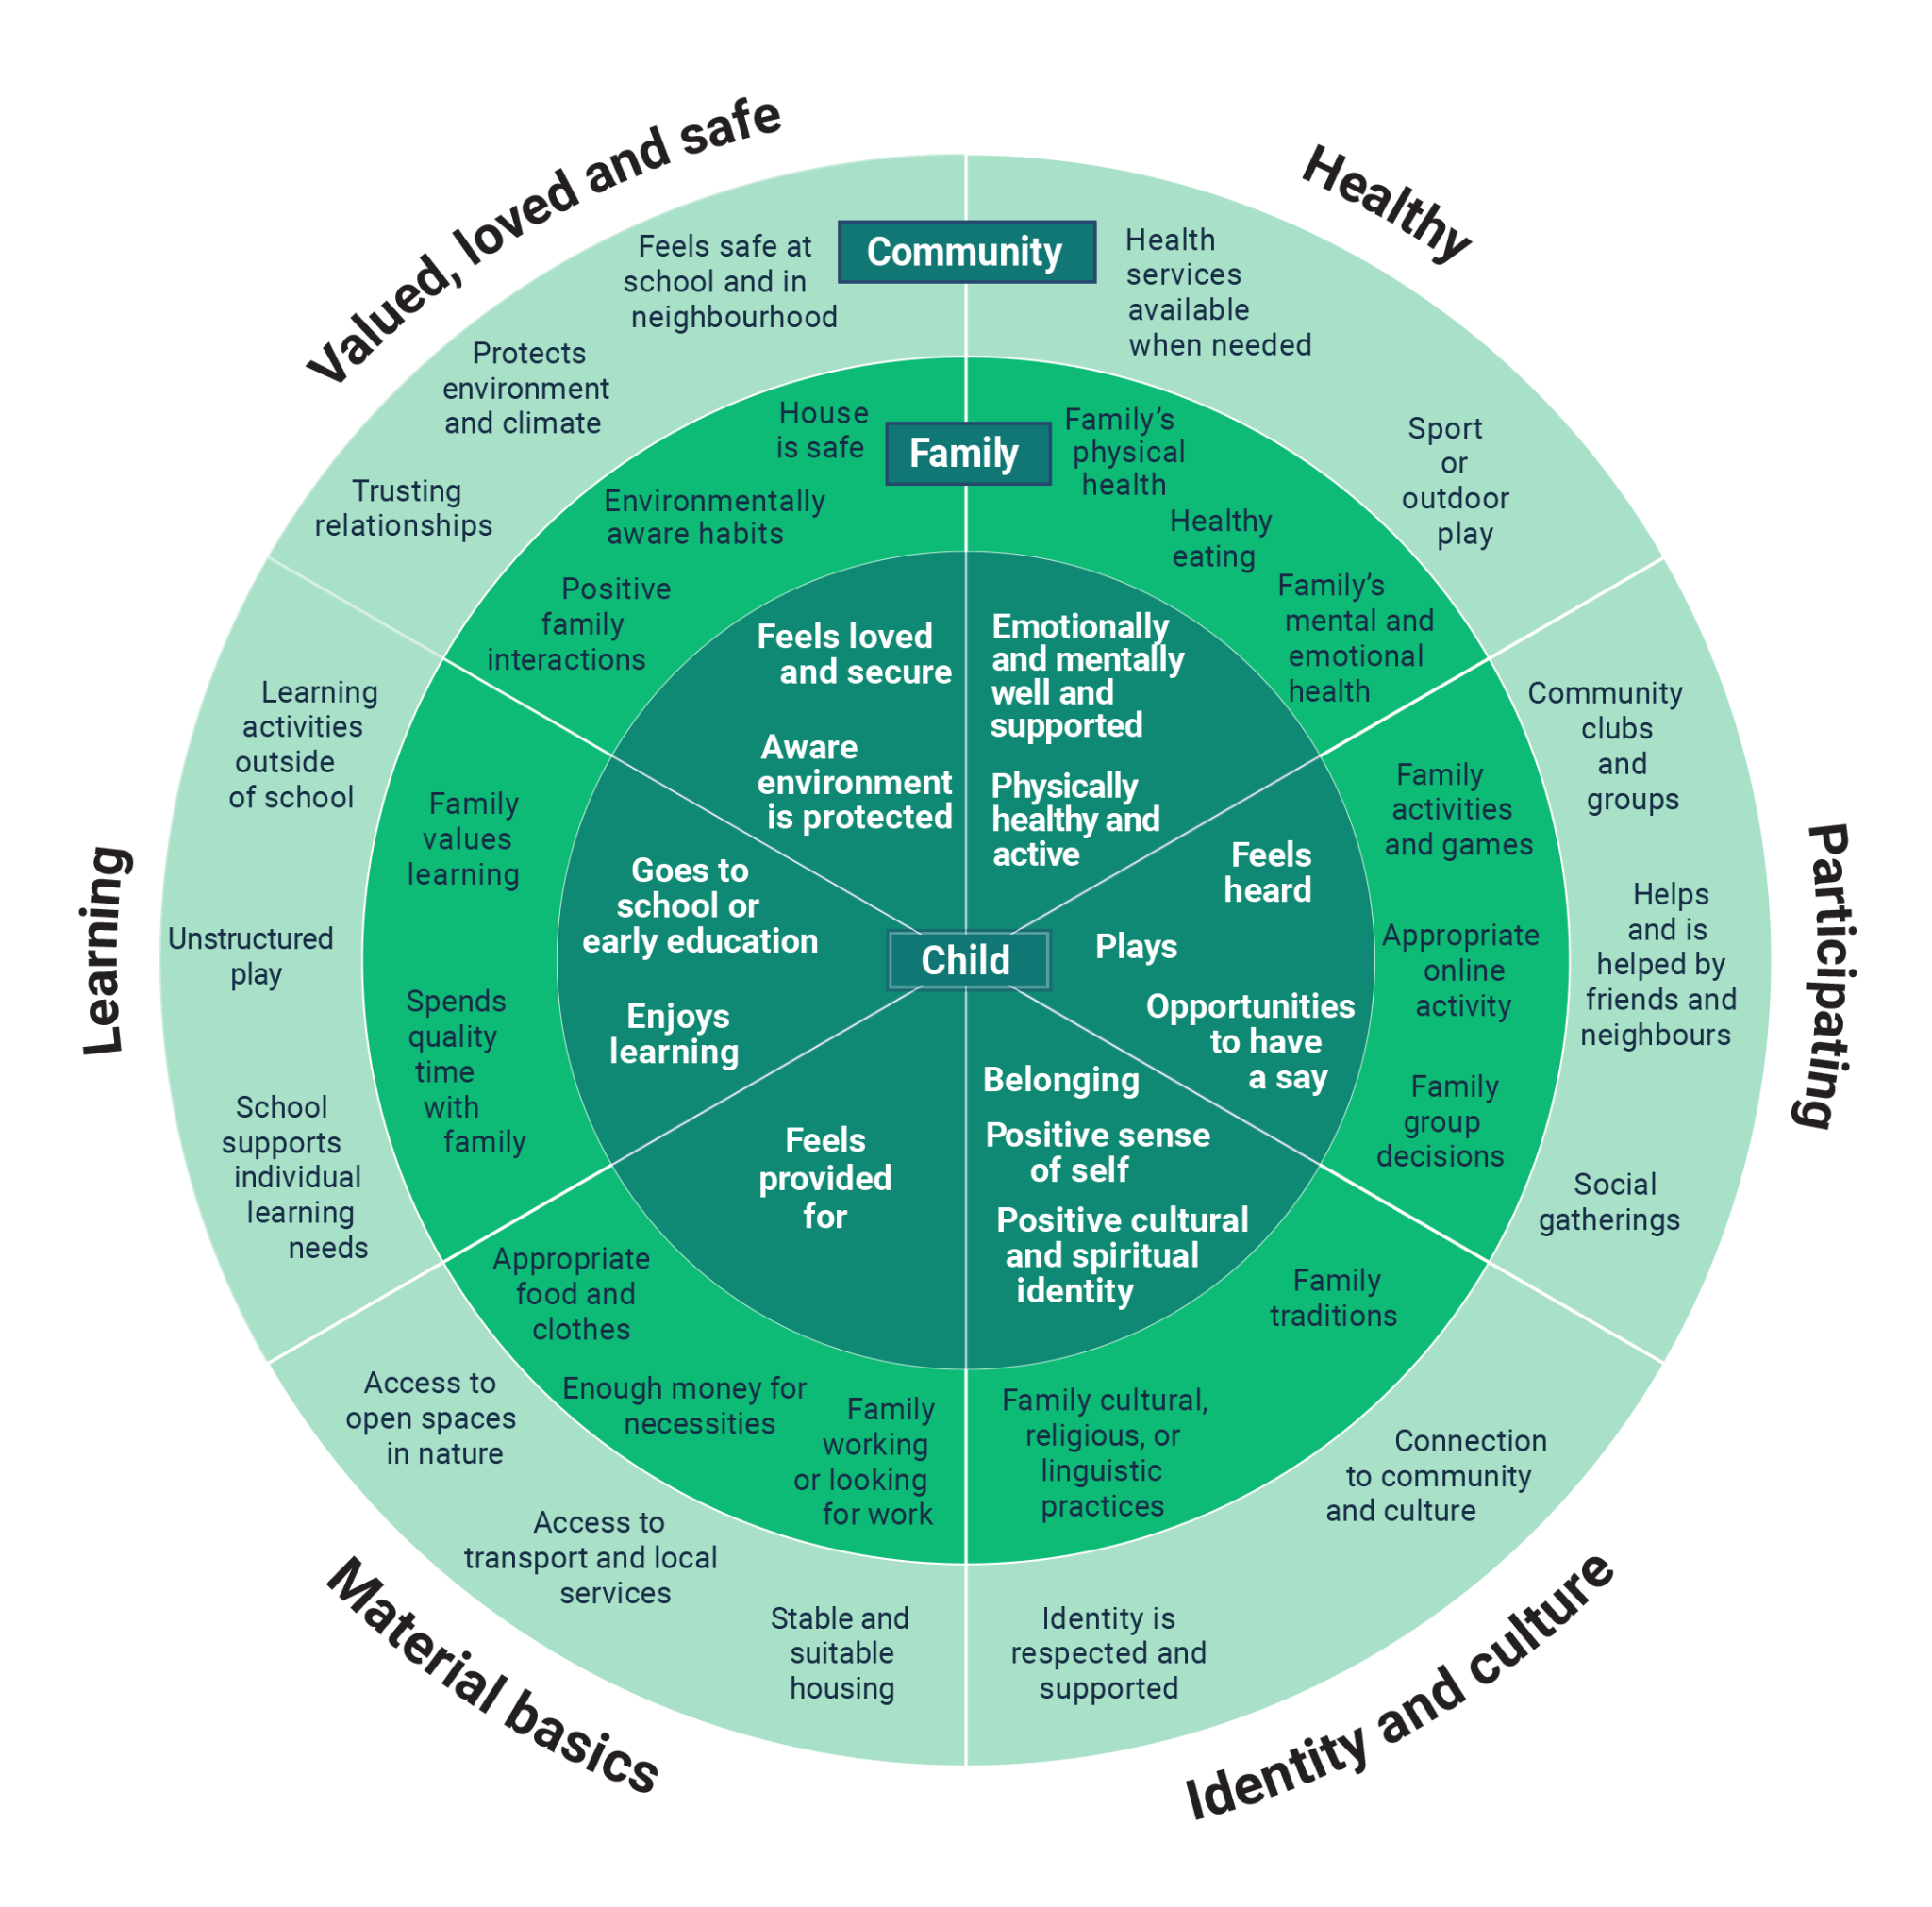 Valued, loved and safe
Feels safe at
school and in
neighbourhood
Protects
environment
and climate
Trusting
relationships
House
is safe
Environmentally
aware habits
Positive
family
interactions
Feels loved
and secure
Aware
environment
is protected
Community
Family
Child
Healthy
Health
services
available
when needed
Sport
or
outdoor
play
Family’s
physical
health
Healthy
eating
Family’s
mental and
emotional
health
Emotionally
and mentally
well and
supported
Physically
healthy and
active
Participating
Community
clubs
and
groups
Helps
and is
helped by
friends and
neighbours
Social
gatherings
Family
activities
and games
Appropriate
online
activity
Family
group
decisions
Feels
heard
Plays
Opportunities
to have
a say
Identity and culture
Connection
to community
and culture
Identity is
respected and
supported
Family
traditions
Family cultural,
religious, or
linguistic
practices
Belonging
Positive sense
of self
Positive cultural
and spiritual
identity
Material basics
Access to
open spaces
in nature
Access to
transport and local
services
Stable and
suitable
housing
Appropriate
food and
clothes
Enough money for
necessities
Family
working
or looking
for work
Feels
provided
for
Learning
Learning
activities
outside
of school
Unstructured
play
School
supports
individual
learning
needs
Family
values
learning
Spends
quality
time
with
family
Goes to
school or
early education
Enjoys
learning